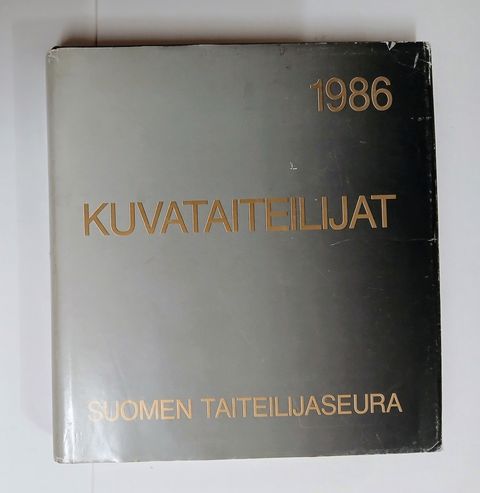 1986
KUVATAITEILIJAT
SUOMEN TAITEILIJASEURA